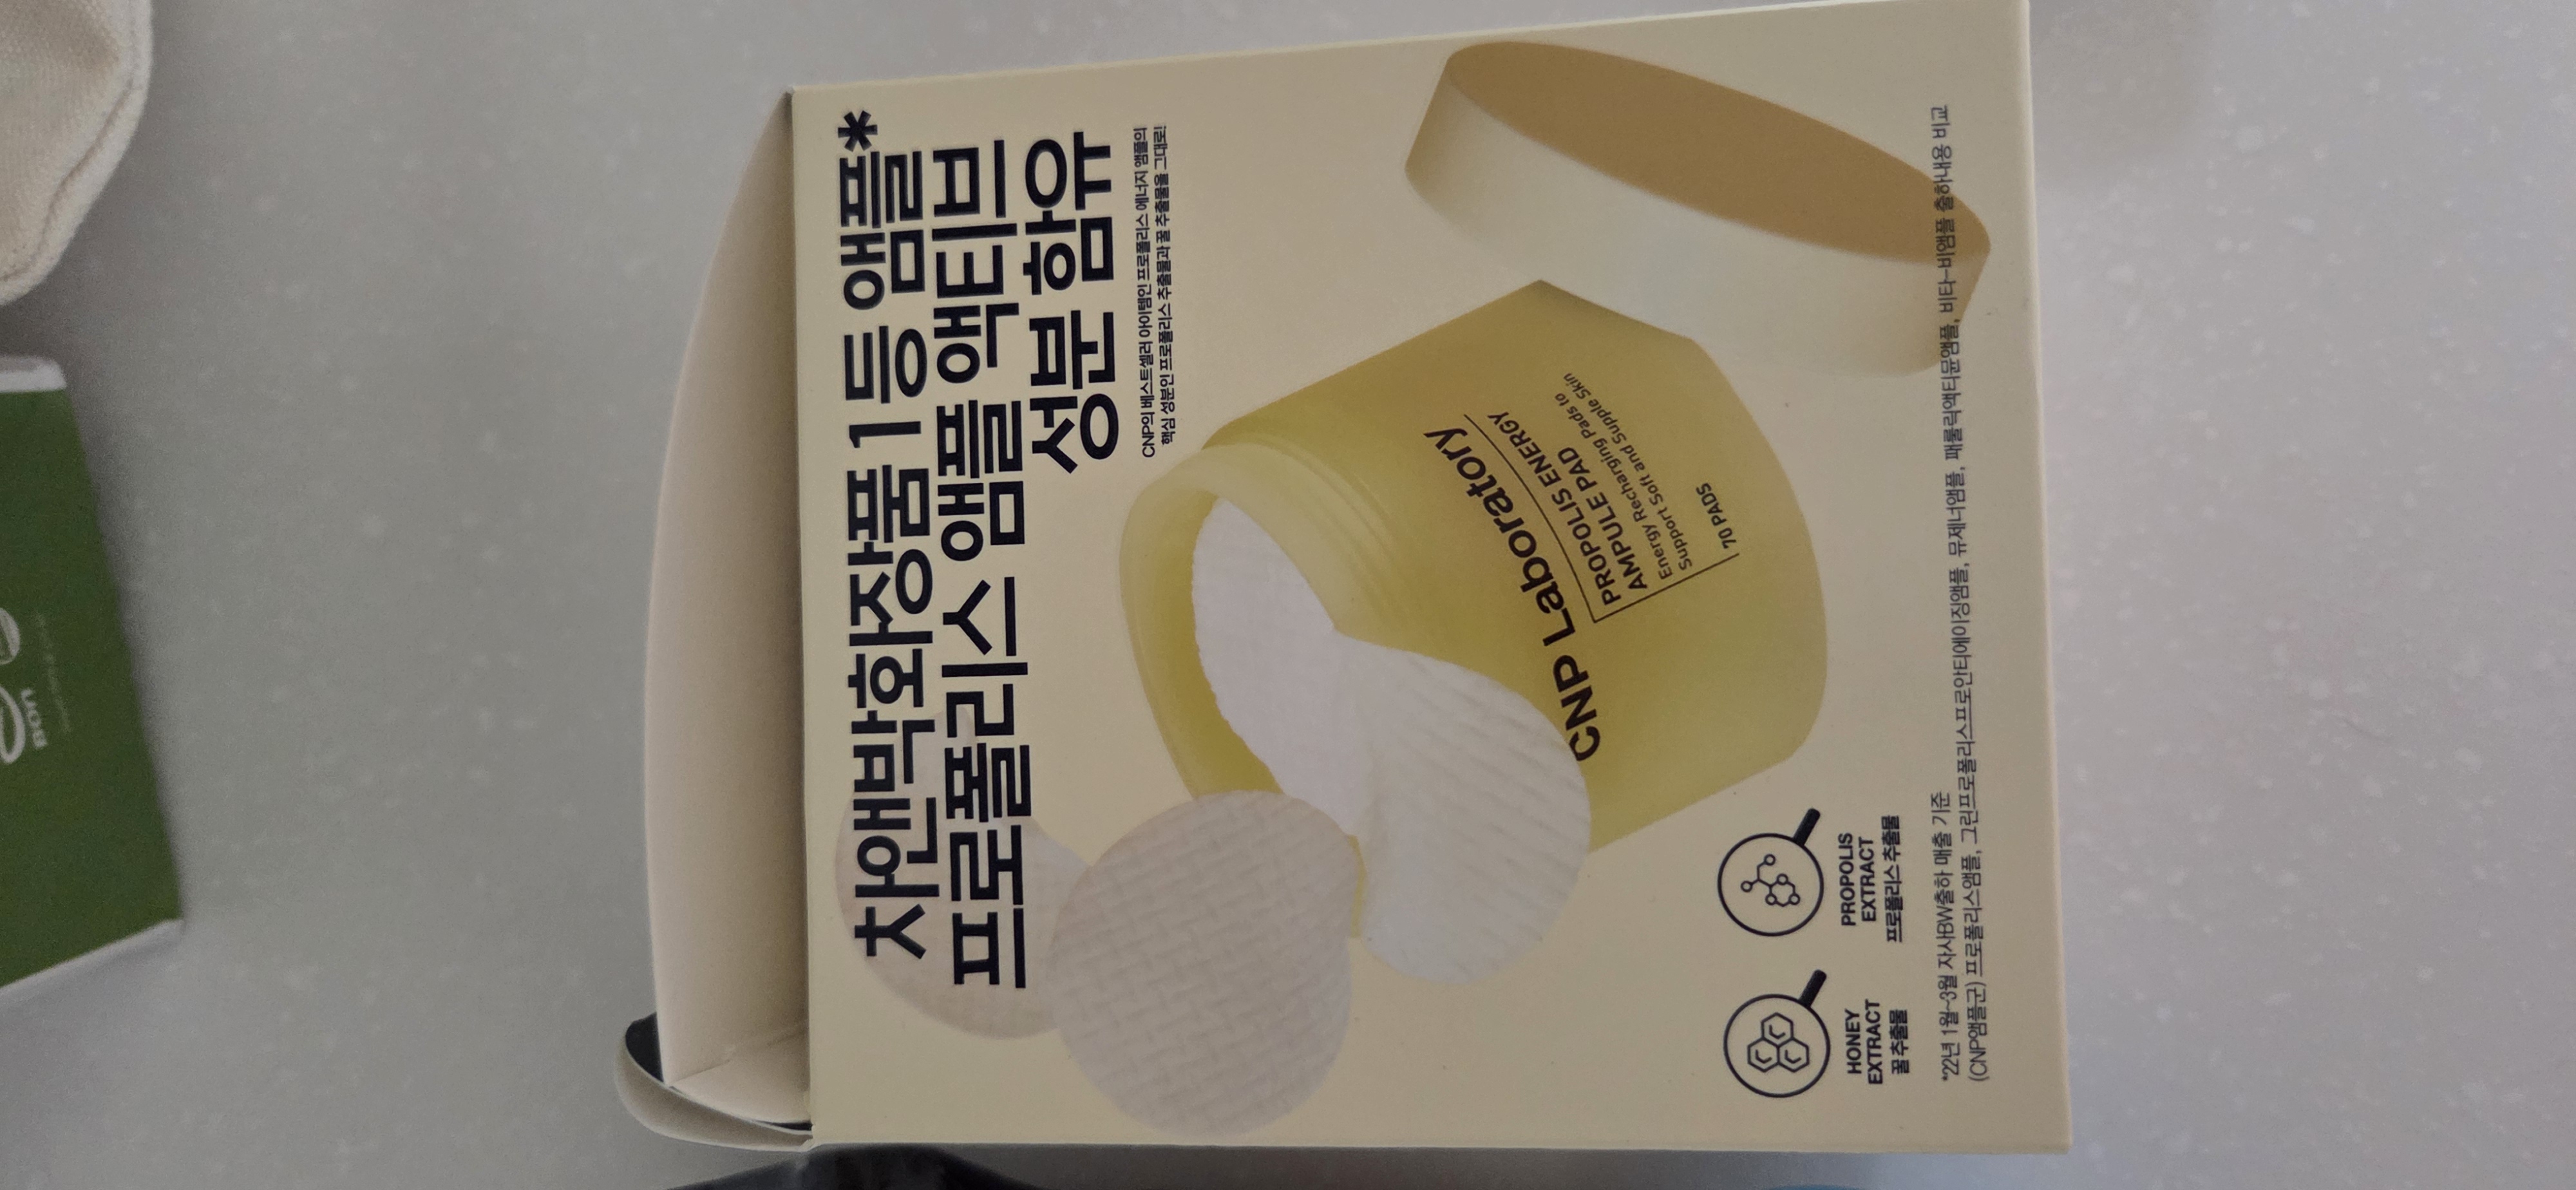 차앤박화장품 1등 앰플*
프로폴리스 앰플 액티브
성분 함유
CNP의 베스트셀러 아이템인 프로폴리스 에너지 앰플의
핵심 성분인 프로폴리스 추출물과 꿀 추출물을 그대로!
CNP Laboratory
PROPOLIS ENERGY
AMPULE PAD
Energy Recharging Pads to
Support Soft and Supple Skin
70 PADS
HONEY
EXTRACT
꿀 추출물
PROPOLIS
EXTRACT
프로폴리스 추출물
*22년 1월~3월 자사BW출하 매출 기준
(CNP앰플군) 프로폴리스앰플, 그린프로폴리스프로안티에이징앰플, 뮤제너앰플, 패룰릭액티뮨앰플, 비타-비앰플 출하내용 비교